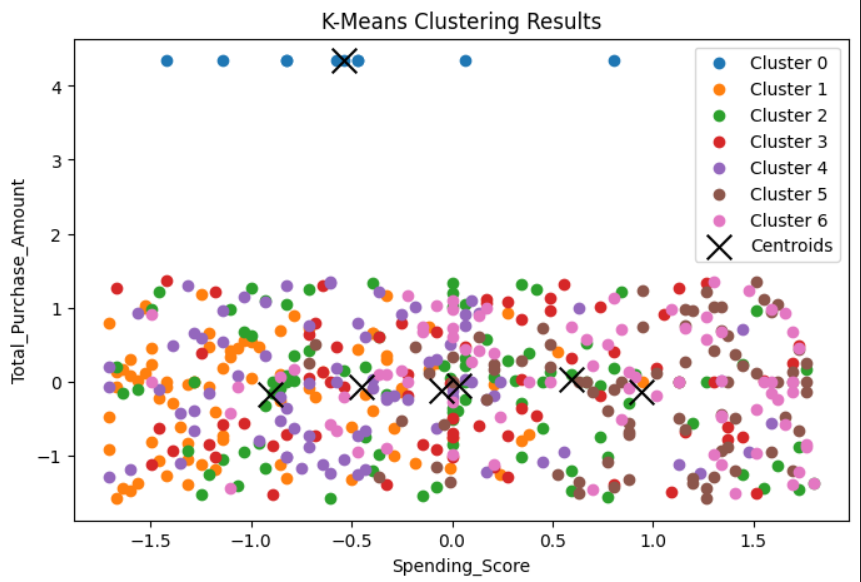 K-Means Clustering Results
Total_Purchase_Amount
4
3
2
1
0
−1
Cluster 0
Cluster 1
Cluster 2
Cluster 3
Cluster 4
Cluster 5
Cluster 6
Centroids
−1.5 −1.0 −0.5 0.0 0.5 1.0 1.5
Spending_Score